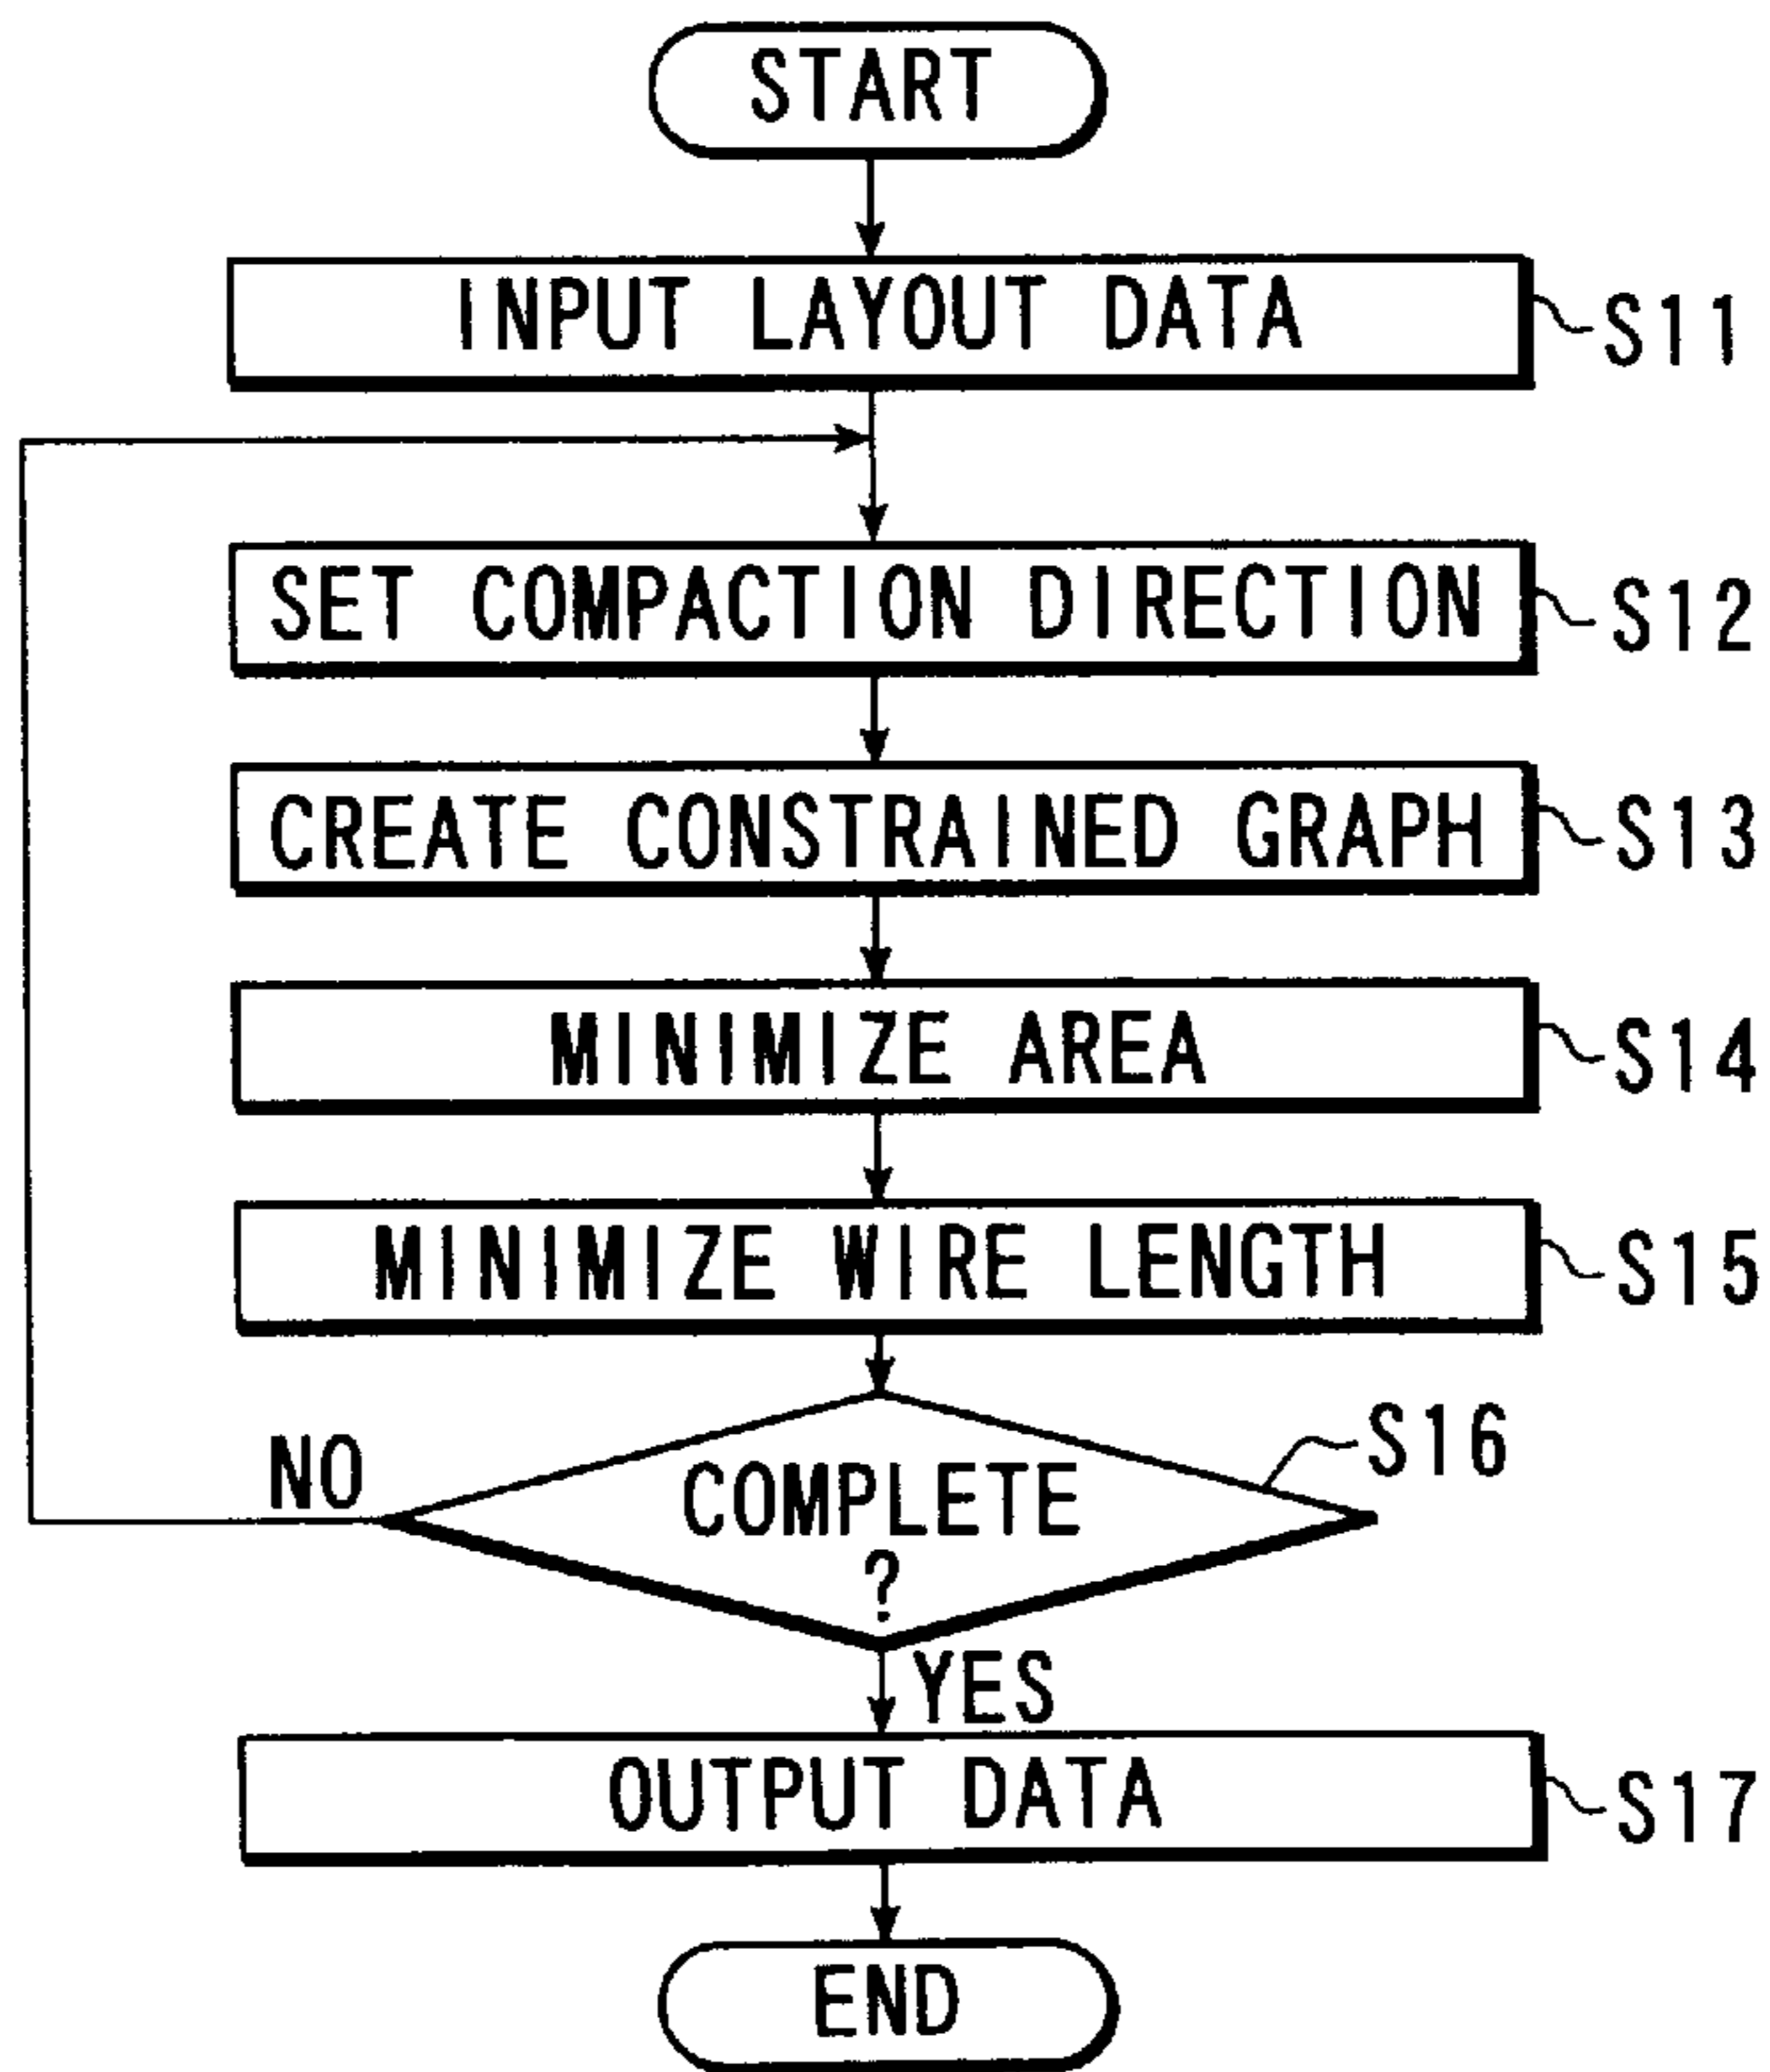 START
INPUT LAYOUT DATA S11
SET COMPACTION DIRECTION S12
CREATE CONSTRAINED GRAPH S13
MINIMIZE AREA S14
MINIMIZE WIRE LENGTH S15
NO
COMPLETE
?
S16
YES
OUTPUT DATA S17
END